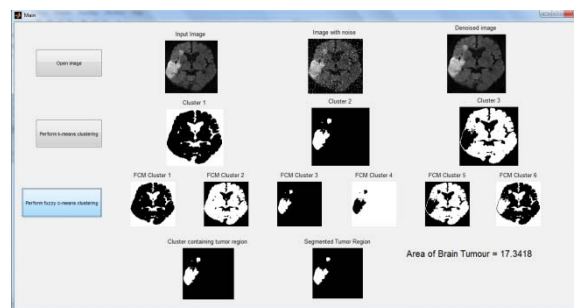 Main
Input Image
Image with noise
Denoised image
Open image
Cluster 1
Cluster 2
Cluster 3
Perform k-means clustering
FCM Cluster 1
FCM Cluster 2
FCM Cluster 3
FCM Cluster 4
FCM Cluster 5
FCM Cluster 6
Perform fuzzy c-means clustering
Cluster containing tumor region
Segmented Tumor Region
Area of Brain Tumour = 17.3418